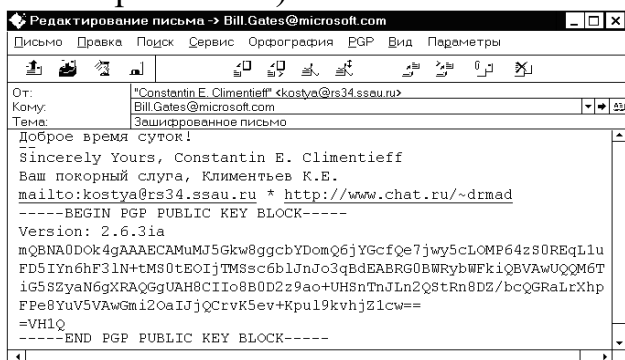 Редактирование письма -> Bill.Gates@microsoft.com
Письмо Правка Поиск Сервис Орфография PGP Вид Параметры
От: "Constantin E. Climentieff" <kostya@rs34.ssau.ru>
Кому: Bill.Gates@microsoft.com
Тема: Зашифрованное письмо
Доброе время суток!
--
Sincerely Yours, Constantin E. Climentieff
Ваш покорный слуга, Климентьев К.Е.
mailto:kostya@rs34.ssau.ru * http://www.chat.ru/~drmad
-----BEGIN PGP PUBLIC KEY BLOCK-----
Version: 2.6.3ia
mQBNA0DOk4gAAAECAMuMJ5Gkw8ggcbYDomQ6jYGcfQe7jwy5cLOMP64zS0REqL1u
FD5IYn6hF3lN+tMS0tEOIjTMSsc6blJnJo3qBdEABRG0BWRybWFkiQBVAwUQQM6T
iG5SZyaN6gXRAQGgUAH8CIIo8B0D2z9ao+UHSnTnJLn2QStRn8DZ/bcQGRaLrXhp
FPe8YuV5VAwGmi2OaIJjQCrvK5ev+Kpul9kvhjZ1cw==
=VH1Q
-----END PGP PUBLIC KEY BLOCK-----